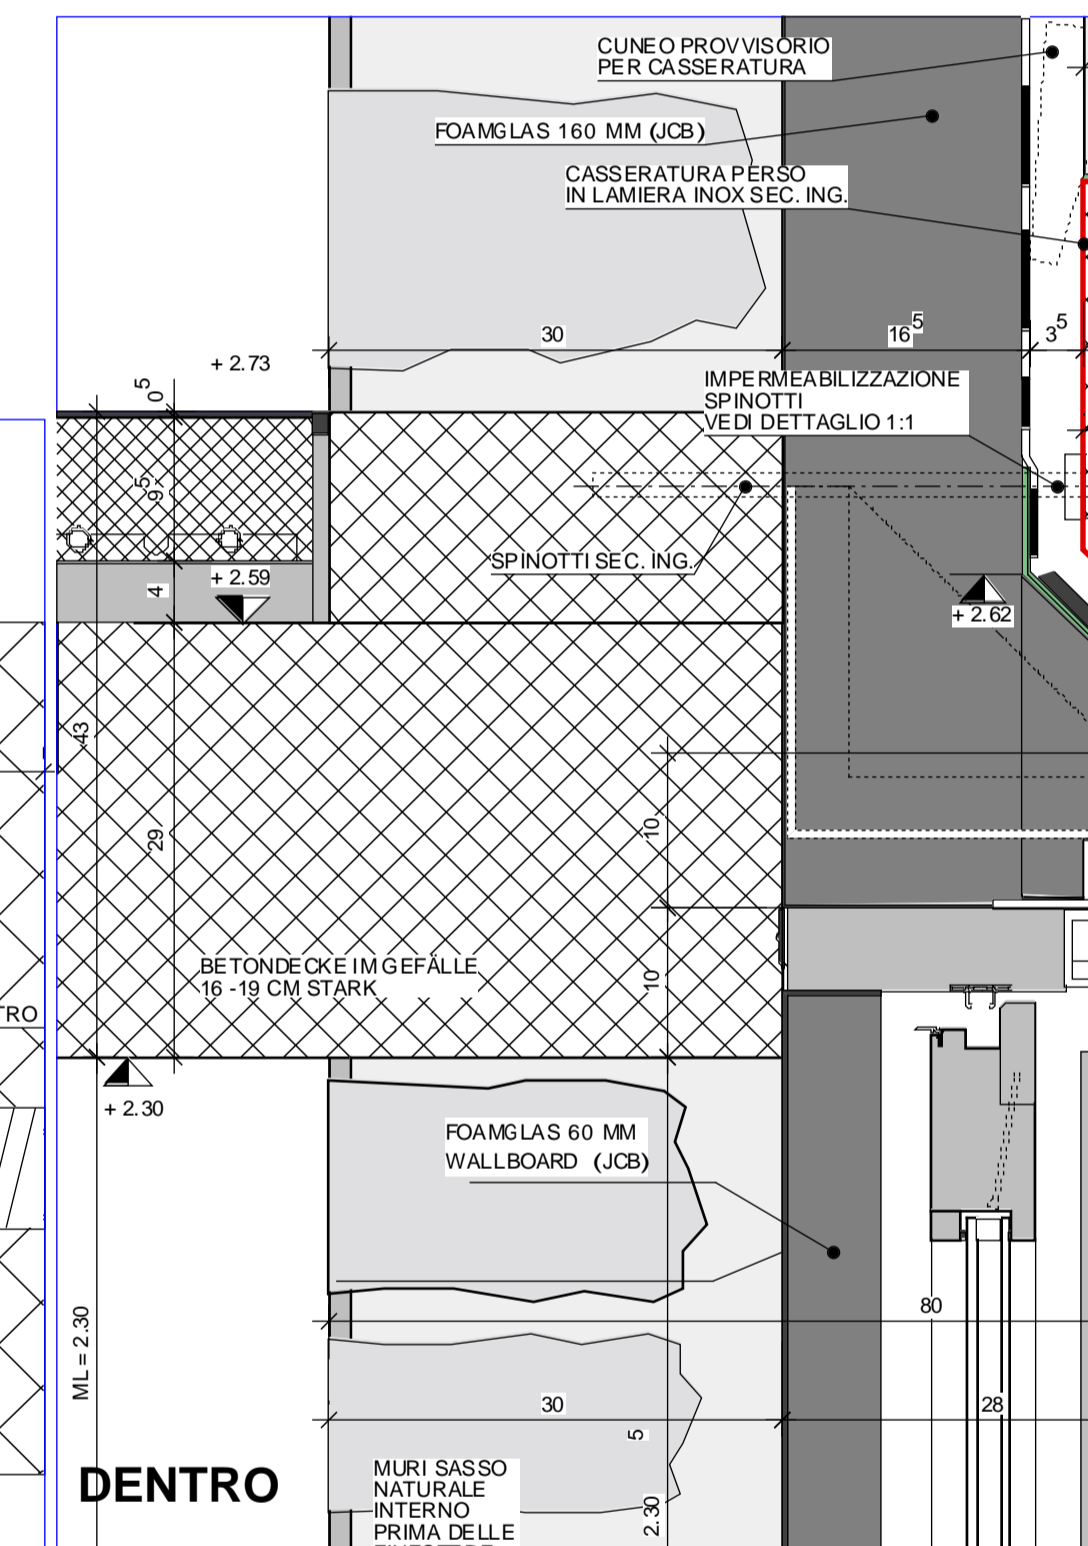 CUNEO PROVVISORIO
PER CASSERATURA
FOAMGLAS 160 MM (JCB)
CASSERATURA PERSO
IN LAMIERA INOX SEC. ING.
30
16 5
3 5
+ 2.73
0 5
IMPERMEABILIZZAZIONE
SPINOTTI
VEDI DETTAGLIO 1:1
9 5
SPINOTTI SEC. ING.
+ 2.59
4
+ 2.62
43
29
10
BETONDECKE IM GEFÄLLE
16 -19 CM STARK
10
TRO
+ 2.30
FOAMGLAS 60 MM
WALLBOARD (JCB)
80
ML = 2.30
30
28
5
DENTRO
MURI SASSO
NATURALE
INTERNO
PRIMA DELLE
2.30